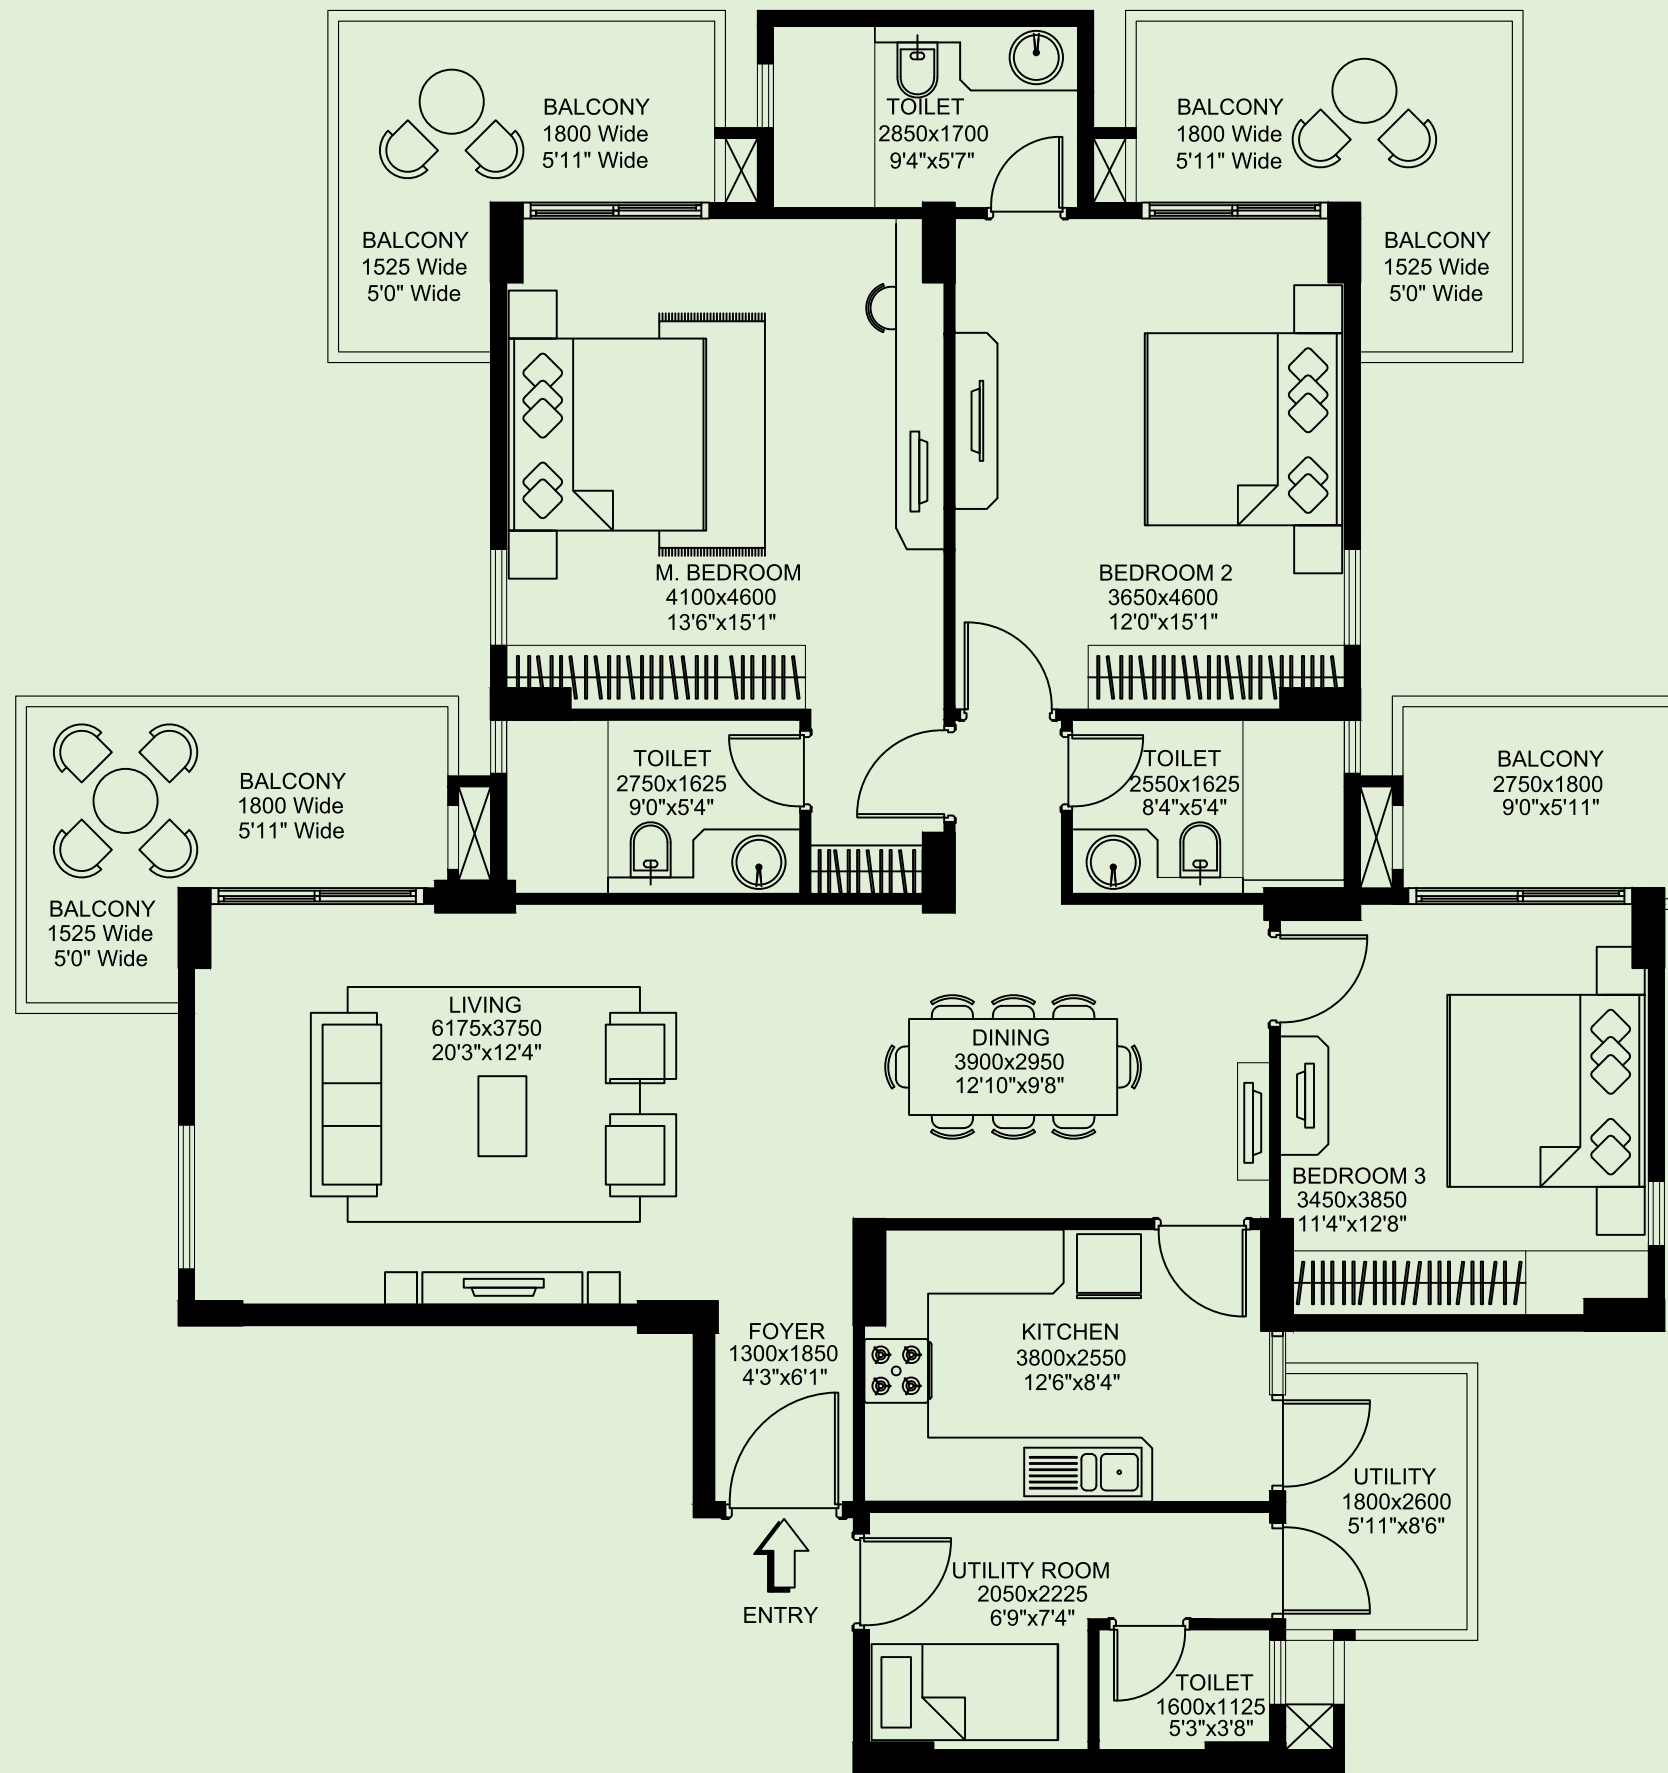 BALCONY
1800 Wide
5'11" Wide
TOILET
2850x1700
9'4"x5'7"
BALCONY
1800 Wide
5'11" Wide
BALCONY
1525 Wide
5'0" Wide
BALCONY
1525 Wide
5'0" Wide
M. BEDROOM
4100x4600
13'6"x15'1"
BEDROOM 2
3650x4600
12'0"x15'1"
BALCONY
1800 Wide
5'11" Wide
TOILET
2750x1625
9'0"x5'4"
TOILET
2550x1625
8'4"x5'4"
BALCONY
2750x1800
9'0"x5'11"
BALCONY
1525 Wide
5'0" Wide
LIVING
6175x3750
20'3"x12'4"
DINING
3900x2950
12'10"x9'8"
BEDROOM 3
3450x3850
11'4"x12'8"
FOYER
1300x1850
4'3"x6'1"
KITCHEN
3800x2550
12'6"x8'4"
UTILITY
1800x2600
5'11"x8'6"
ENTRY
UTILITY ROOM
2050x2225
6'9"x7'4"
TOILET
1600x1125
5'3"x3'8"